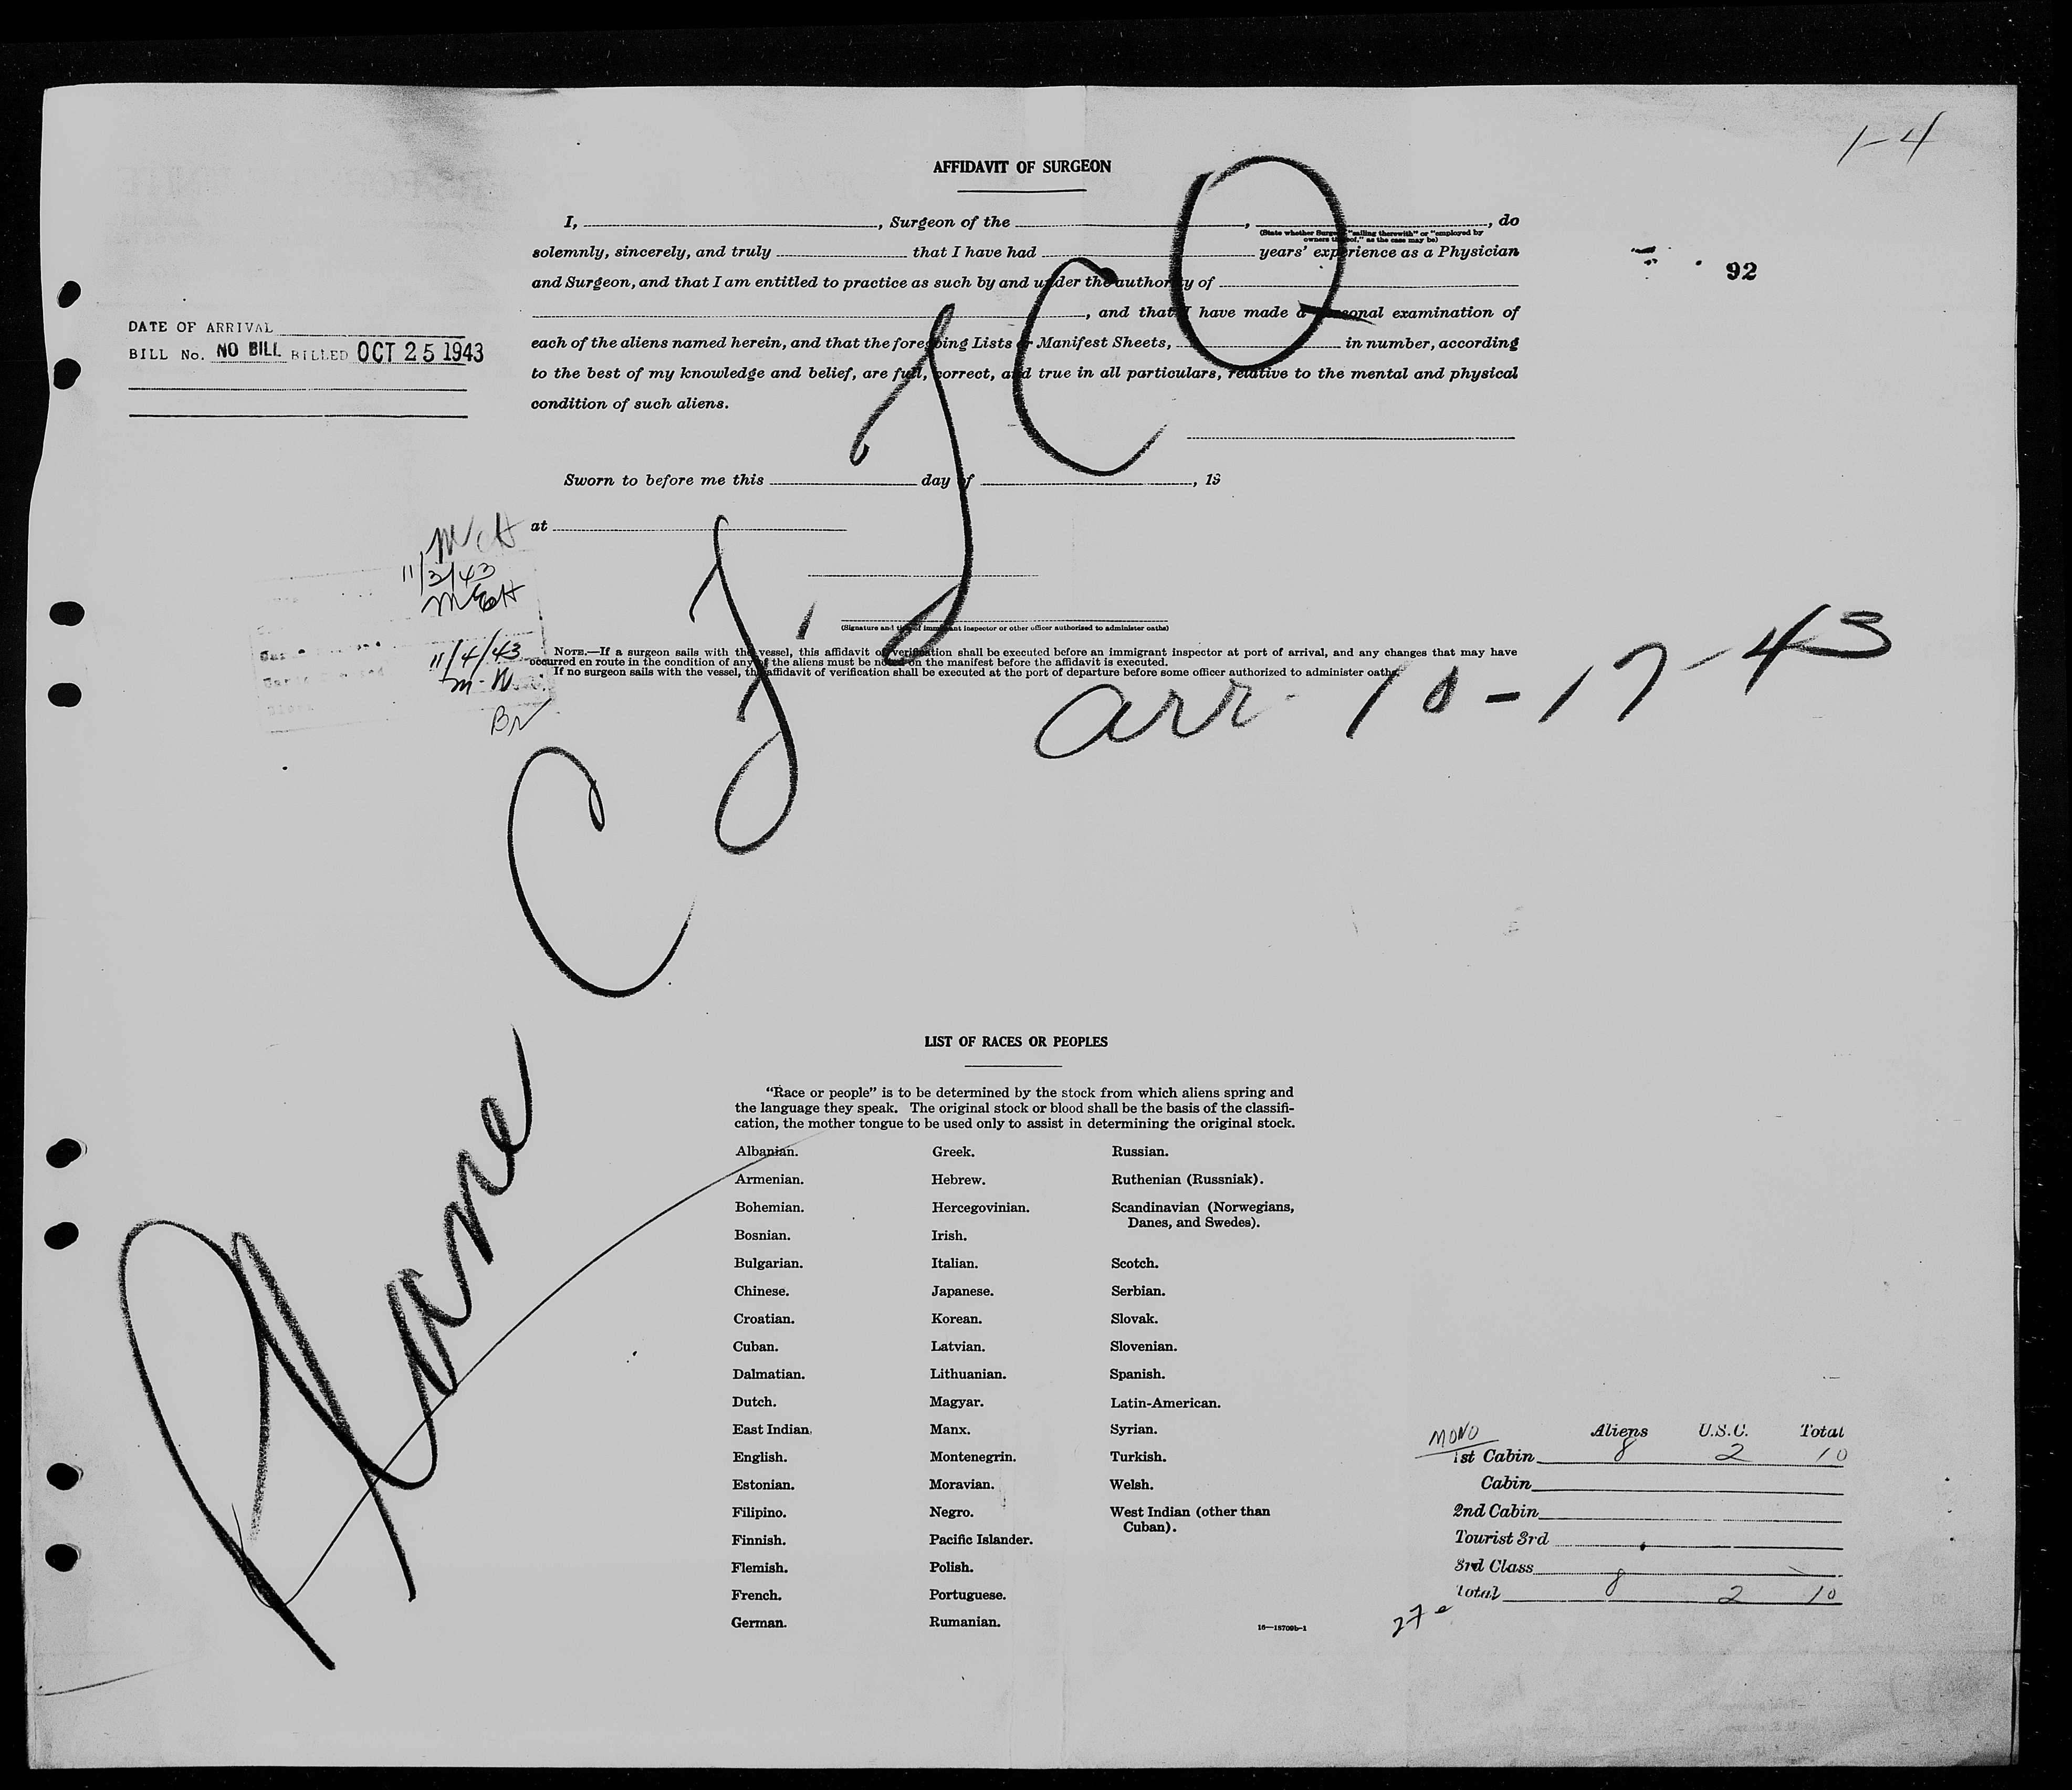 1-4
AFFIDAVIT OF SURGEON
I, , Surgeon of the , , do
(State whether Surgeon "sailing therewith" or "employed by
owners thereof," as the case may be)
solemnly, sincerely, and truly that I have had years' experience as a Physician
92
and Surgeon, and that I am entitled to practice as such by and under the authority of
, and that I have made a personal examination of
each of the aliens named herein, and that the foregoing Lists or Manifest Sheets, in number, according
to the best of my knowledge and belief, are full, correct, and true in all particulars, relative to the mental and physical
condition of such aliens.
DATE OF ARRIVAL
BILL No. NO BILL BILLED OCT 25 1943
Sworn to before me this day of , 19
at
11/3/43
11/4/43
(Signature and title of immigrant inspector or other officer authorized to administer oaths)
NOTE.—If a surgeon sails with the vessel, this affidavit of verification shall be executed before an immigrant inspector at port of arrival, and any changes that may have
occurred en route in the condition of any of the aliens must be noted on the manifest before the affidavit is executed.
If no surgeon sails with the vessel, the affidavit of verification shall be executed at the port of departure before some officer authorized to administer oaths.
Plane
arr. 10-17-43
LIST OF RACES OR PEOPLES
"Race or people" is to be determined by the stock from which aliens spring and
the language they speak. The original stock or blood shall be the basis of the classifi-
cation, the mother tongue to be used only to assist in determining the original stock.
Albanian.
Armenian.
Bohemian.
Bosnian.
Bulgarian.
Chinese.
Croatian.
Cuban.
Dalmatian.
Dutch.
East Indian.
English.
Estonian.
Filipino.
Finnish.
Flemish.
French.
German.
Greek.
Hebrew.
Hercegovinian.
Irish.
Italian.
Japanese.
Korean.
Latvian.
Lithuanian.
Magyar.
Manx.
Montenegrin.
Moravian.
Negro.
Pacific Islander.
Polish.
Portuguese.
Rumanian.
Russian.
Ruthenian (Russniak).
Scandinavian (Norwegians,
Danes, and Swedes).
Scotch.
Serbian.
Slovak.
Slovenian.
Spanish.
Latin-American.
Syrian.
Turkish.
Welsh.
West Indian (other than
Cuban).
16—18709b-1
MONO Aliens U.S.C. Total
1st Cabin 8 2 10
Cabin
2nd Cabin
Tourist 3rd
3rd Class
Total 8 2 10